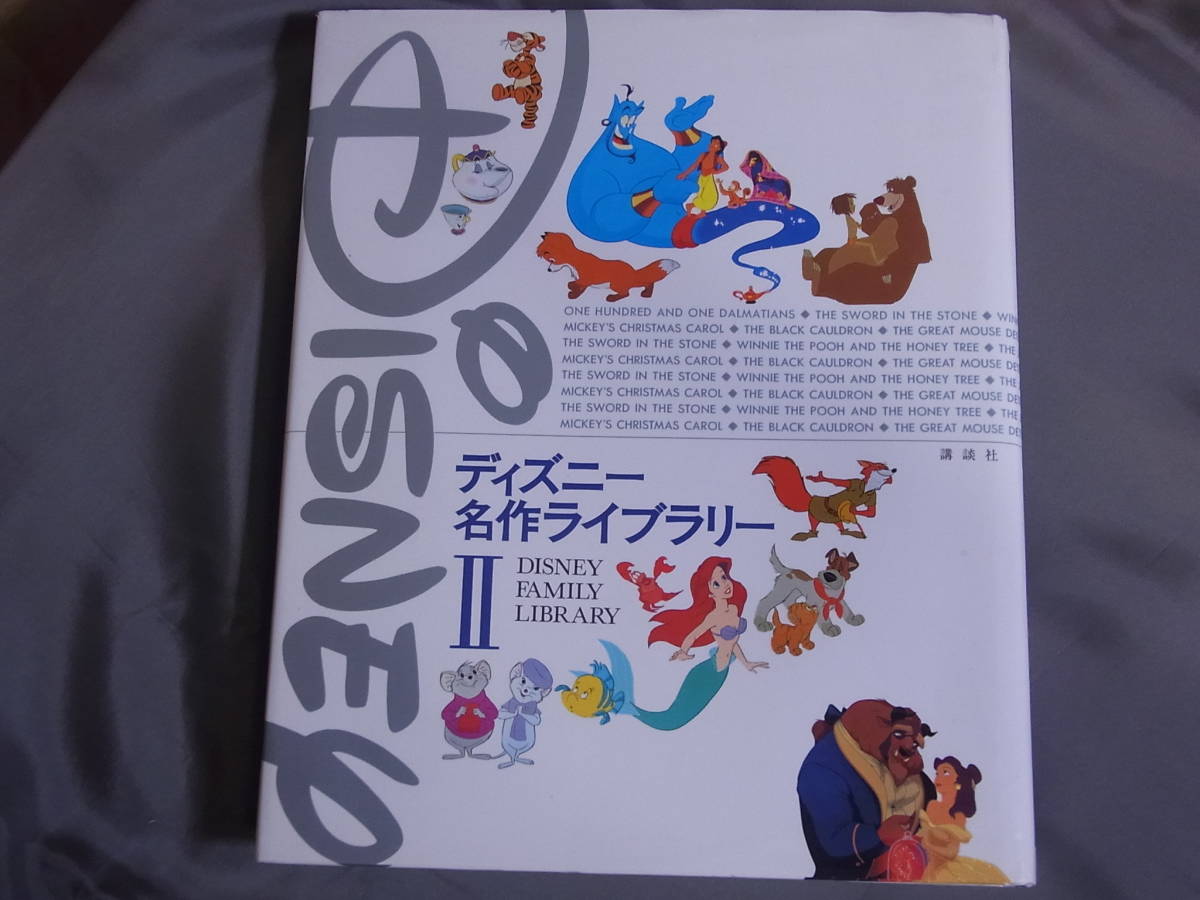 Disney
ONE HUNDRED AND ONE DALMATIANS ◆ THE SWORD IN THE STONE ◆
MICKEY'S CHRISTMAS CAROL ◆ THE BLACK CAULDRON ◆ THE GREAT MOUSE
THE SWORD IN THE STONE ◆ WINNIE THE POOH AND THE HONEY TREE ◆ THE
MICKEY'S CHRISTMAS CAROL ◆ THE BLACK CAULDRON ◆ THE GREAT MOUSE
THE SWORD IN THE STONE ◆ WINNIE THE POOH AND THE HONEY TREE ◆ THE
MICKEY'S CHRISTMAS CAROL ◆ THE BLACK CAULDRON ◆ THE GREAT MOUSE
THE SWORD IN THE STONE ◆ WINNIE THE POOH AND THE HONEY TREE ◆ THE
MICKEY'S CHRISTMAS CAROL ◆ THE BLACK CAULDRON ◆ THE GREAT MOUSE
講談社
ディズニー
名作ライブラリー
II
DISNEY
FAMILY
LIBRARY